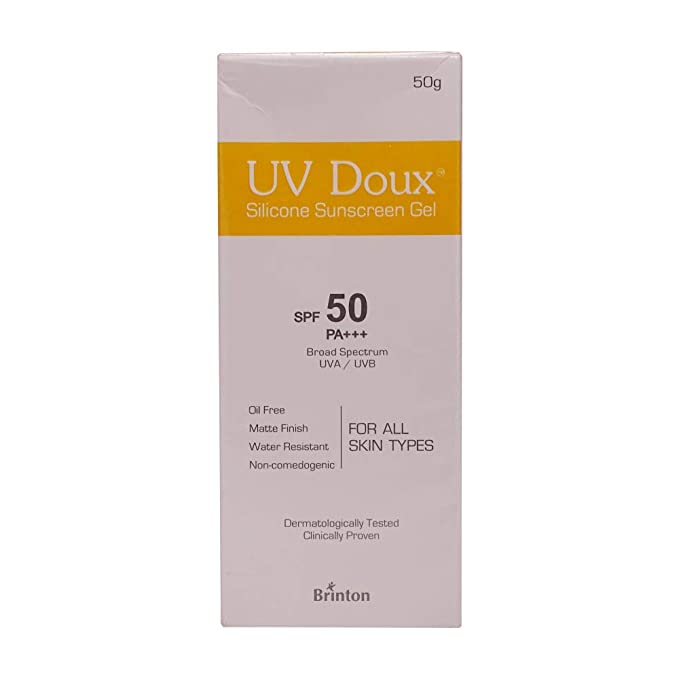 50g
UV Doux™
Silicone Sunscreen Gel
SPF 50
PA+++
Broad Spectrum
UVA / UVB
Oil Free
Matte Finish
Water Resistant
Non-comedogenic
FOR ALL
SKIN TYPES
Dermatologically Tested
Clinically Proven
Brinton